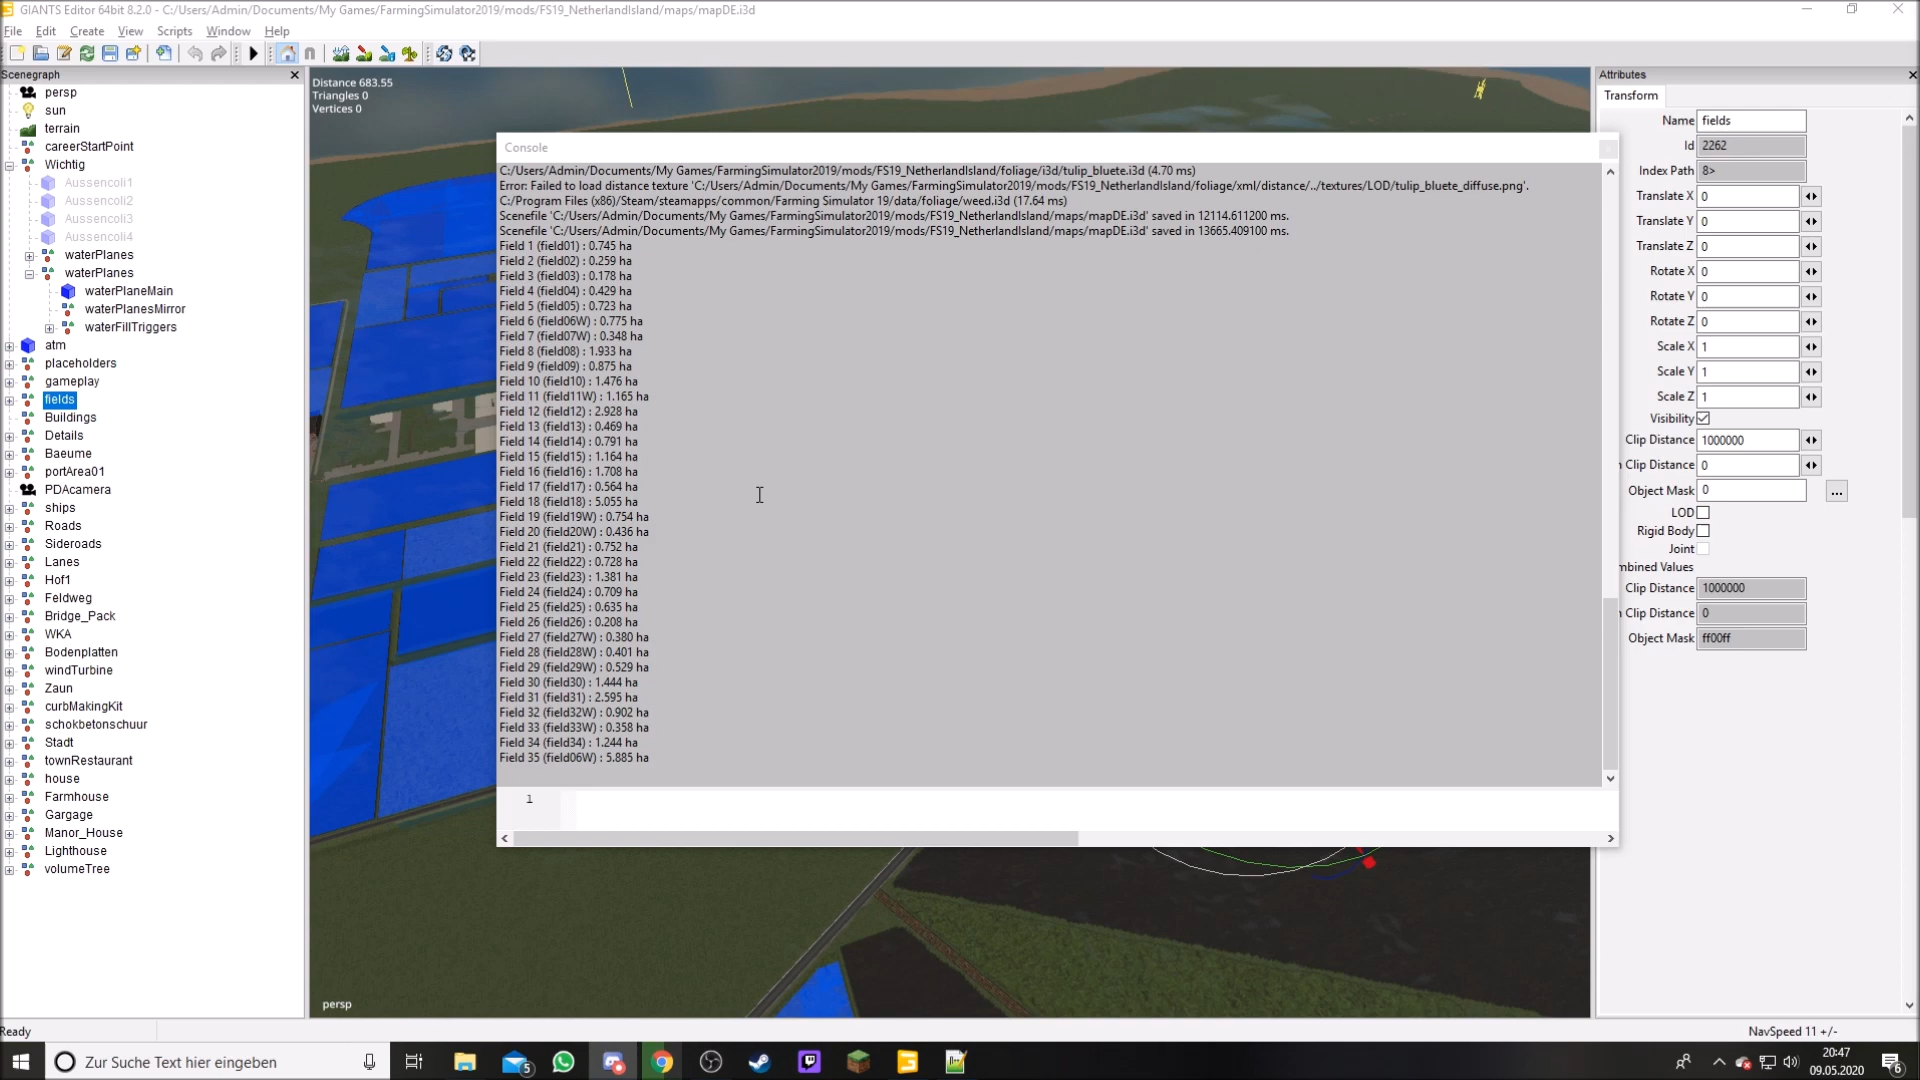 GIANTS Editor 64bit 8.2.0 - C:/Users/Admin/Documents/My Games/FarmingSimulator2019/mods/FS19_NetherlandIsland/maps/mapDE.i3d
File Edit Create View Scripts Window Help
Scenegraph
persp
sun
terrain
careerStartPoint
Wichtig
Aussencoli1
Aussencoli2
Aussencoli3
Aussencoli4
waterPlanes
waterPlanes
waterPlaneMain
waterPlanesMirror
waterFillTriggers
atm
placeholders
gameplay
fields
Buildings
Details
Baeume
portArea01
PDAcamera
ships
Roads
Sideroads
Lanes
Hof1
Feldweg
Bridge_Pack
WKA
Bodenplatten
windTurbine
Zaun
curbMakingKit
schokbetonschuur
Stadt
townRestaurant
house
Farmhouse
Gargage
Manor_House
Lighthouse
volumeTree
Distance 683.55
Triangles 0
Vertices 0
Console
C:/Users/Admin/Documents/My Games/FarmingSimulator2019/mods/FS19_NetherlandIsland/foliage/i3d/tulip_bluete.i3d (4.70 ms)
Error: Failed to load distance texture 'C:/Users/Admin/Documents/My Games/FarmingSimulator2019/mods/FS19_NetherlandIsland/foliage/xml/distance/../textures/LOD/tulip_bluete_diffuse.png'.
C:/Program Files (x86)/Steam/steamapps/common/Farming Simulator 19/data/foliage/weed.i3d (17.64 ms)
Scenefile 'C:/Users/Admin/Documents/My Games/FarmingSimulator2019/mods/FS19_NetherlandIsland/maps/mapDE.i3d' saved in 12114.611200 ms.
Scenefile 'C:/Users/Admin/Documents/My Games/FarmingSimulator2019/mods/FS19_NetherlandIsland/maps/mapDE.i3d' saved in 13665.409100 ms.
Field 1 (field01) : 0.745 ha
Field 2 (field02) : 0.259 ha
Field 3 (field03) : 0.178 ha
Field 4 (field04) : 0.429 ha
Field 5 (field05) : 0.723 ha
Field 6 (field06W) : 0.775 ha
Field 7 (field07W) : 0.348 ha
Field 8 (field08) : 1.933 ha
Field 9 (field09) : 0.875 ha
Field 10 (field10) : 1.476 ha
Field 11 (field11W) : 1.165 ha
Field 12 (field12) : 2.928 ha
Field 13 (field13) : 0.469 ha
Field 14 (field14) : 0.791 ha
Field 15 (field15) : 1.164 ha
Field 16 (field16) : 1.708 ha
Field 17 (field17) : 0.564 ha
Field 18 (field18) : 5.055 ha
Field 19 (field19W) : 0.754 ha
Field 20 (field20W) : 0.436 ha
Field 21 (field21) : 0.752 ha
Field 22 (field22) : 0.728 ha
Field 23 (field23) : 1.381 ha
Field 24 (field24) : 0.709 ha
Field 25 (field25) : 0.635 ha
Field 26 (field26) : 0.208 ha
Field 27 (field27W) : 0.380 ha
Field 28 (field28W) : 0.401 ha
Field 29 (field29W) : 0.529 ha
Field 30 (field30) : 1.444 ha
Field 31 (field31) : 2.595 ha
Field 32 (field32W) : 0.902 ha
Field 33 (field33W) : 0.358 ha
Field 34 (field34) : 1.244 ha
Field 35 (field06W) : 5.885 ha
1
persp
Attributes
Transform
Name fields
Id 2262
Index Path 8>
Translate X 0
Translate Y 0
Translate Z 0
Rotate X 0
Rotate Y 0
Rotate Z 0
Scale X 1
Scale Y 1
Scale Z 1
Visibility
Clip Distance 1000000
Clip Distance 0
Object Mask 0 ...
LOD
Rigid Body
Joint
mbined Values
Clip Distance 1000000
Clip Distance 0
Object Mask ff00ff
Ready
NavSpeed 11 +/-
Zur Suche Text hier eingeben
5
20:47
09.05.2020
6